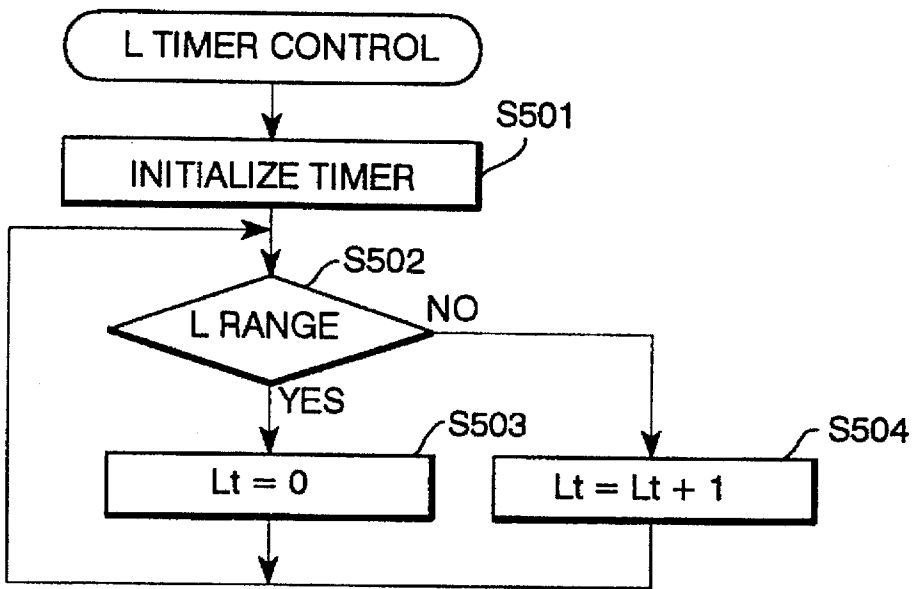 L TIMER CONTROL
S501
INITIALIZE TIMER
S502
L RANGE
NO
YES
S503
Lt = 0
S504
Lt = Lt + 1